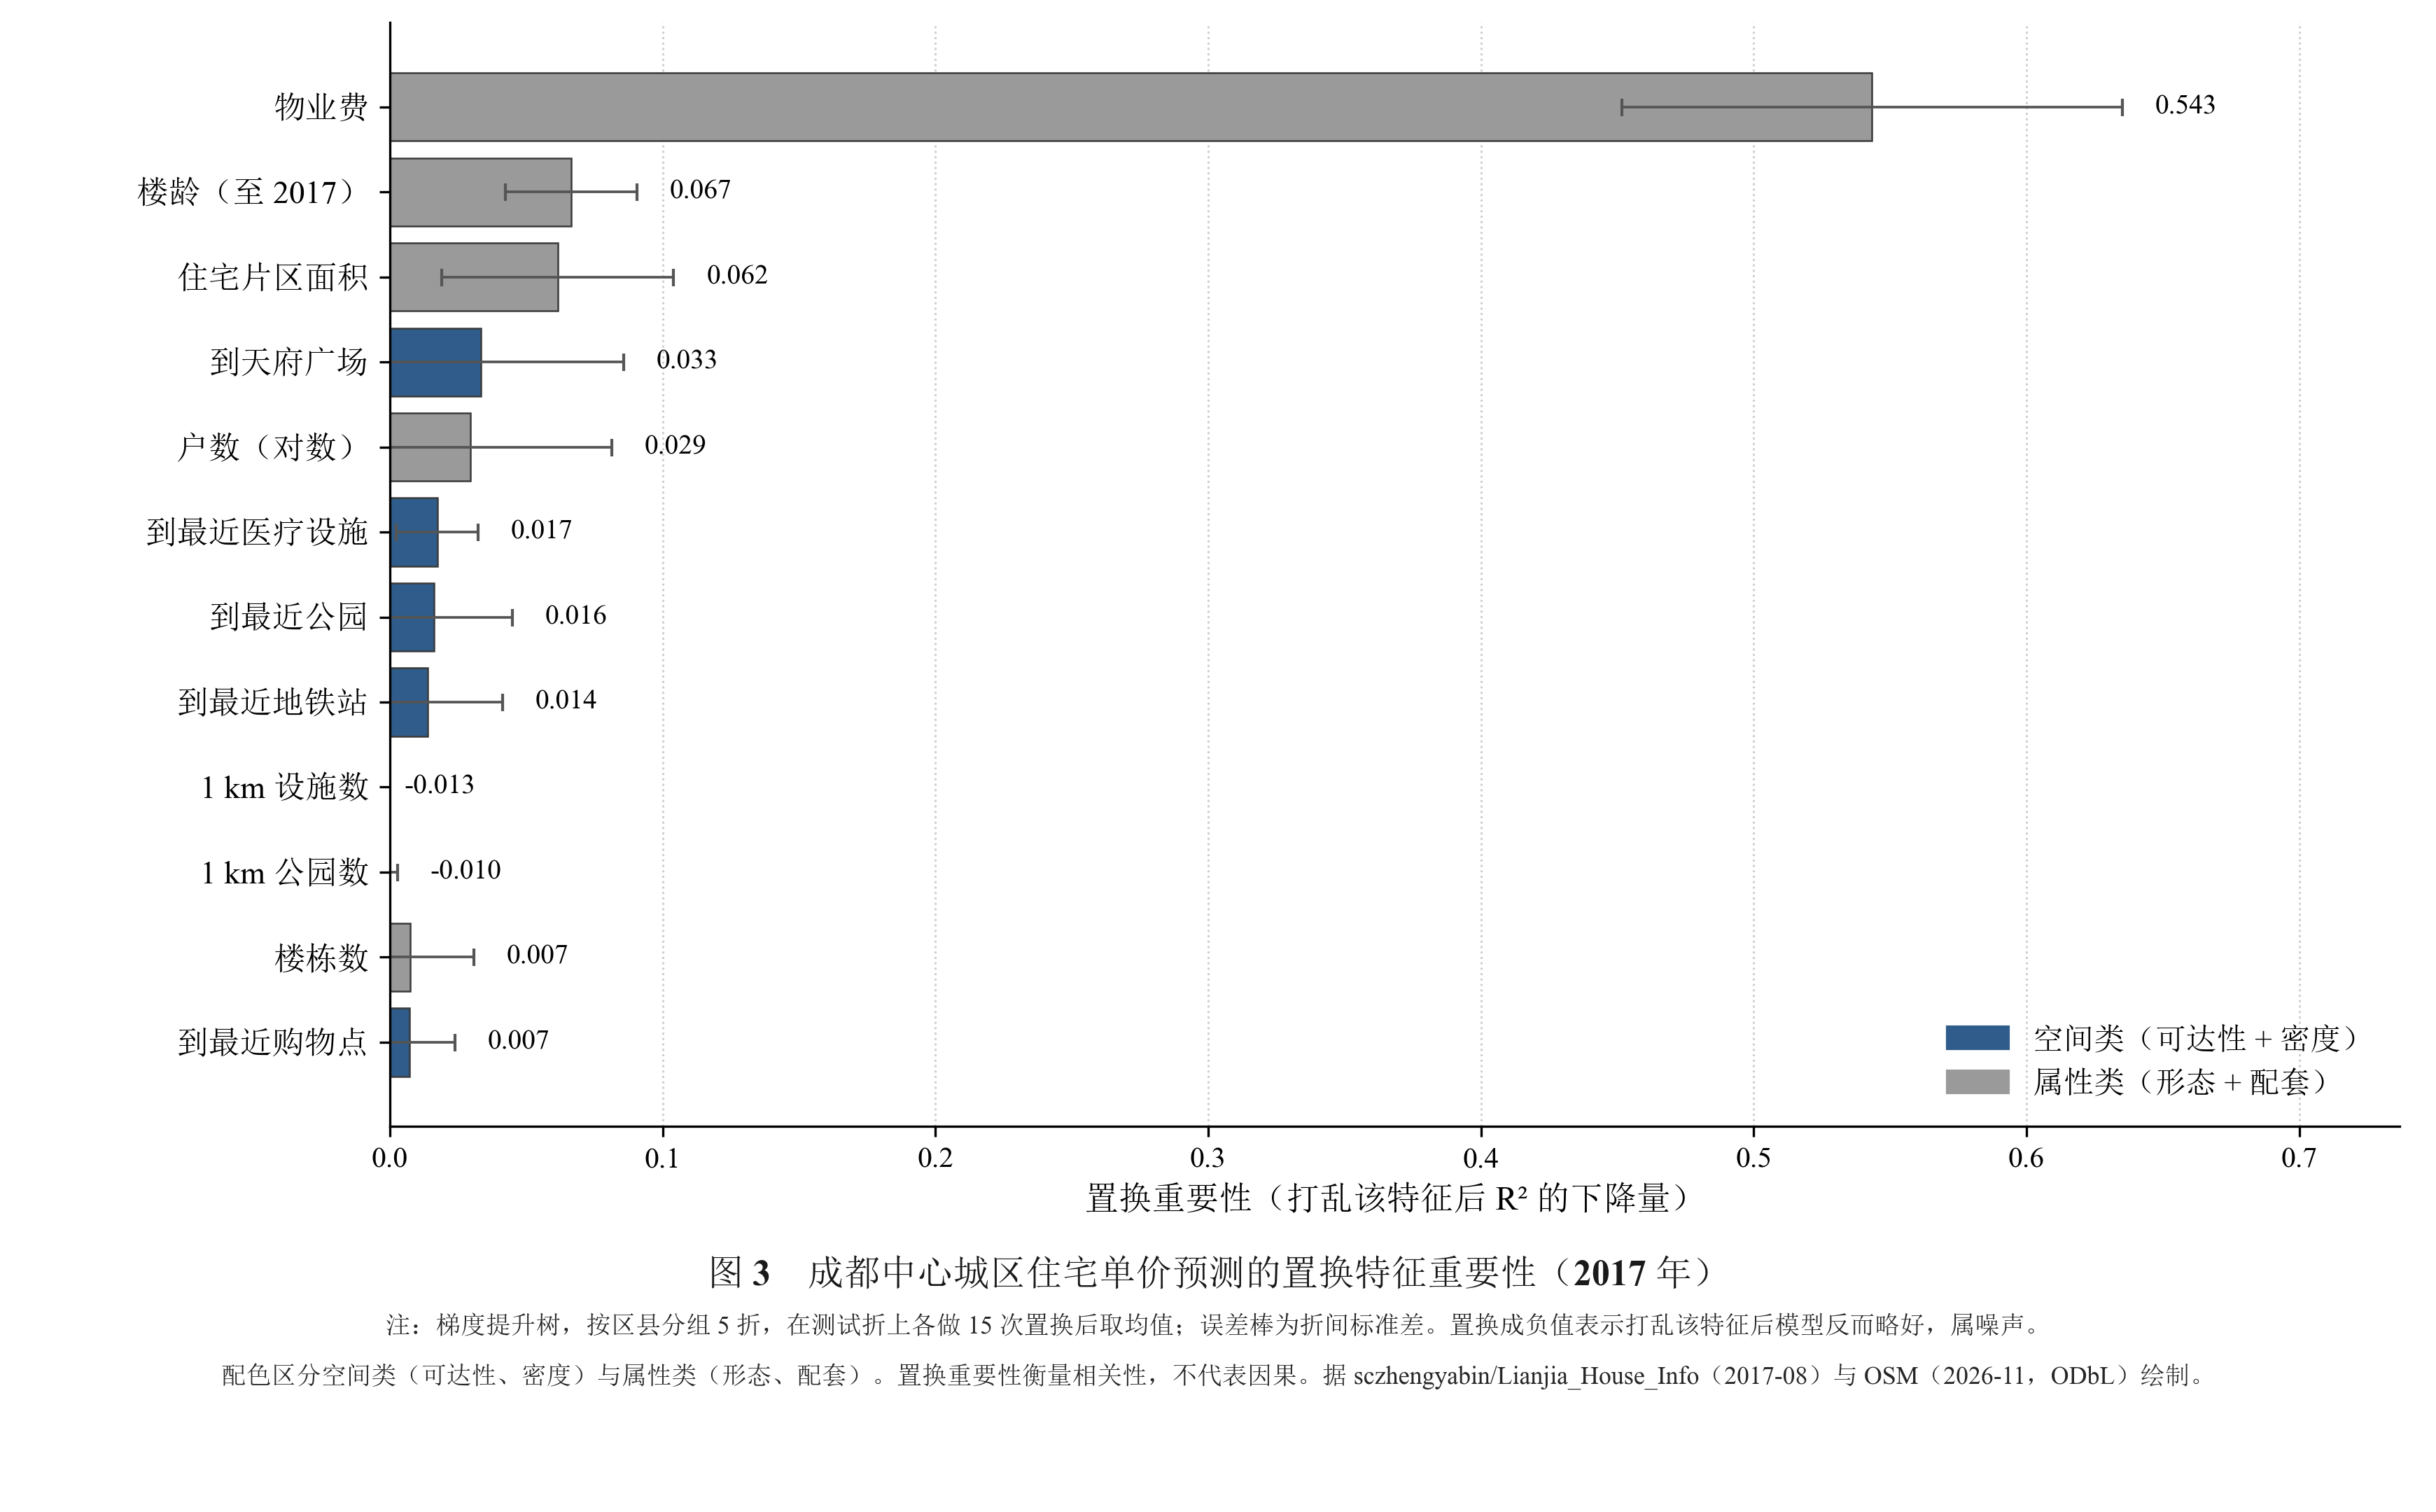 物业费 0.543
楼龄（至 2017） 0.067
住宅片区面积 0.062
到天府广场 0.033
户数（对数） 0.029
到最近医疗设施 0.017
到最近公园 0.016
到最近地铁站 0.014
1 km 设施数 -0.013
1 km 公园数 -0.010
楼栋数 0.007
到最近购物点 0.007
空间类（可达性 + 密度）
属性类（形态 + 配套）
0.0 0.1 0.2 0.3 0.4 0.5 0.6 0.7
置换重要性（打乱该特征后 R² 的下降量）
图 3 成都中心城区住宅单价预测的置换特征重要性（2017 年）
注：梯度提升树，按区县分组 5 折，在测试折上各做 15 次置换后取均值；误差棒为折间标准差。置换成负值表示打乱该特征后模型反而略好，属噪声。
配色区分空间类（可达性、密度）与属性类（形态、配套）。置换重要性衡量相关性，不代表因果。据 sczhengyabin/Lianjia_House_Info（2017-08）与 OSM（2026-11，ODbL）绘制。